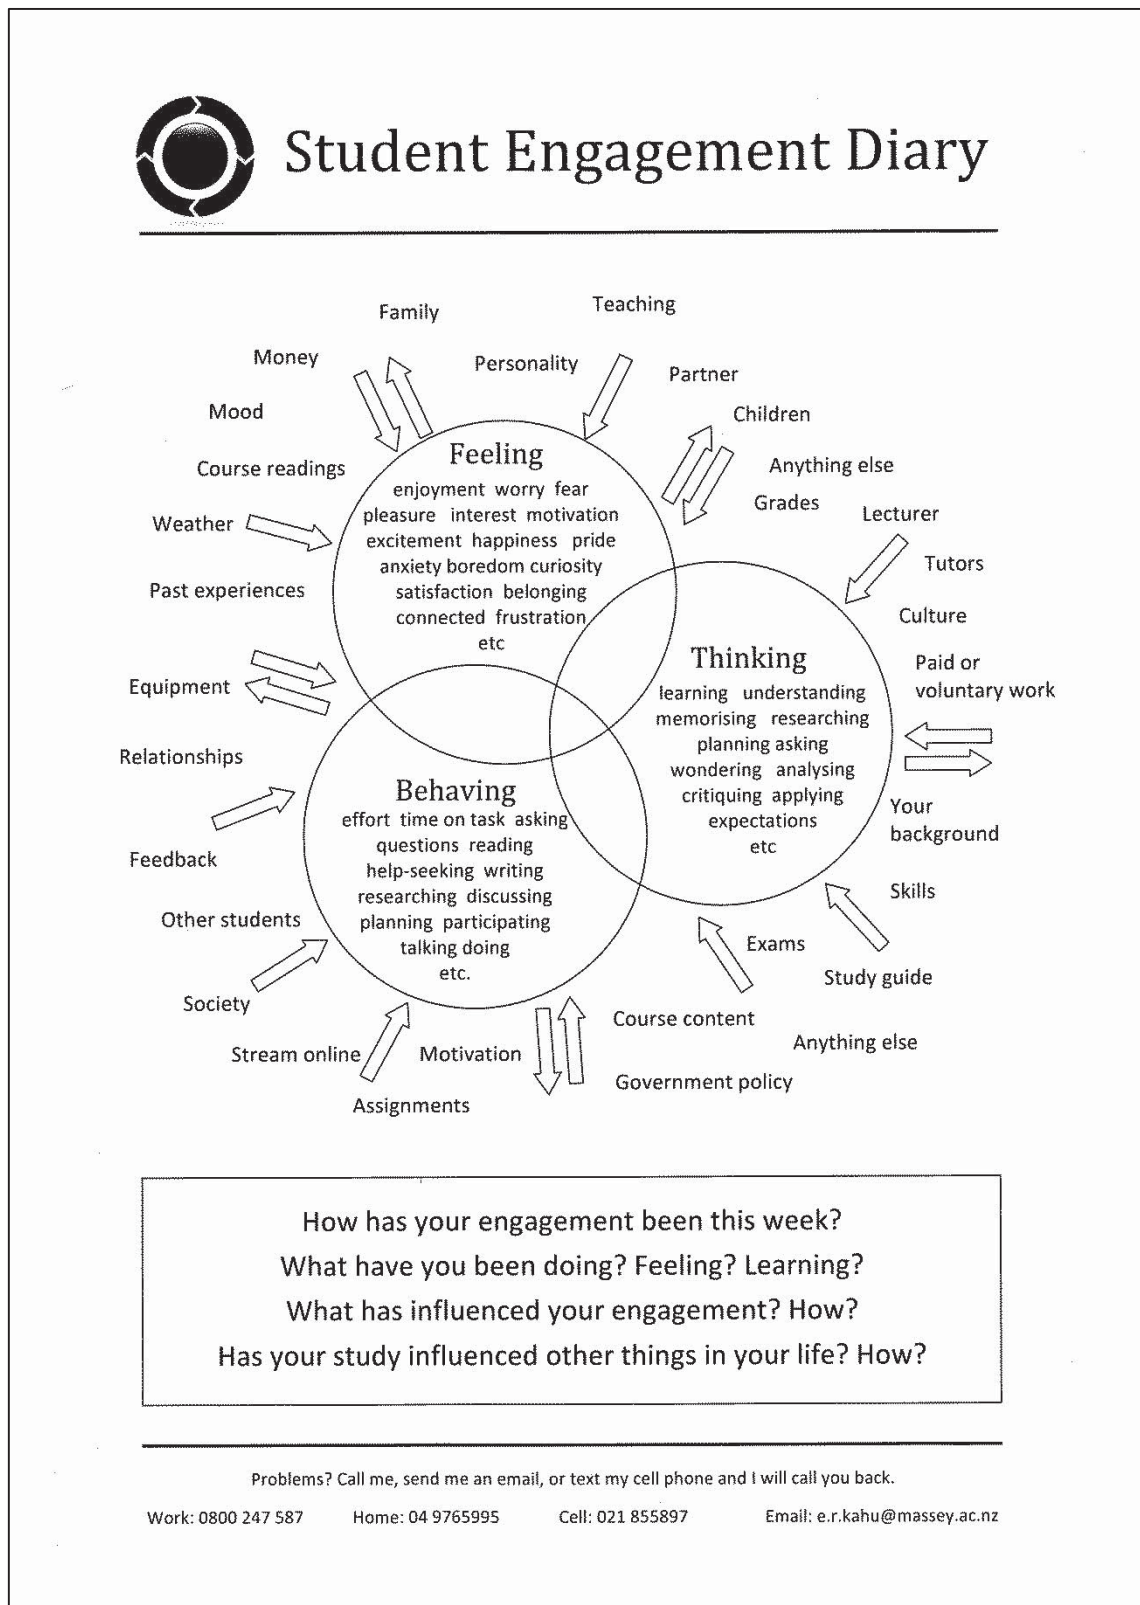 Student Engagement Diary
Family
Teaching
Money
Personality
Partner
Mood
Children
Course readings
Anything else
Grades
Weather
Lecturer
Past experiences
Tutors
Culture
Equipment
Paid or
voluntary work
Relationships
Your
background
Feedback
Skills
Other students
Exams
Study guide
Society
Course content
Stream online
Motivation
Anything else
Government policy
Assignments
Feeling
enjoyment worry fear
pleasure interest motivation
excitement happiness pride
anxiety boredom curiosity
satisfaction belonging
connected frustration
etc
Thinking
learning understanding
memorising researching
planning asking
wondering analysing
critiquing applying
expectations
etc
Behaving
effort time on task asking
questions reading
help-seeking writing
researching discussing
planning participating
talking doing
etc.
How has your engagement been this week?
What have you been doing? Feeling? Learning?
What has influenced your engagement? How?
Has your study influenced other things in your life? How?
Problems? Call me, send me an email, or text my cell phone and I will call you back.
Work: 0800 247 587 Home: 04 9765995 Cell: 021 855897 Email: e.r.kahu@massey.ac.nz